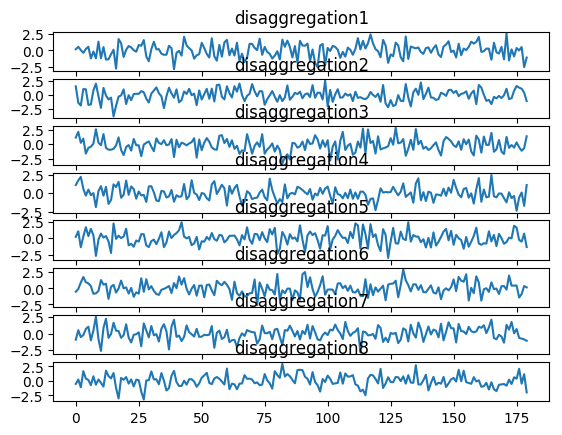 disaggregation1
2.5
0.0
−2.5
disaggregation2
2.5
0.0
−2.5
disaggregation3
2.5
0.0
−2.5
disaggregation4
2.5
0.0
−2.5
disaggregation5
2.5
0.0
−2.5
disaggregation6
2.5
0.0
−2.5
disaggregation7
2.5
0.0
−2.5
disaggregation8
2.5
0.0
−2.5
0 25 50 75 100 125 150 175